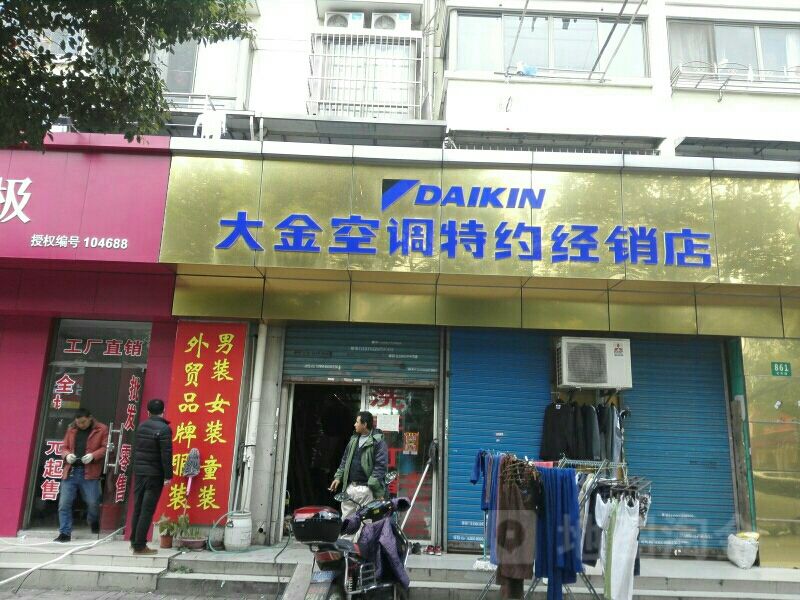 极
授权编号 104688
DAIKIN
大金空调特约经销店
工厂直销
批发零售
元起售
男装女装童装
外贸品牌服装
洗
861